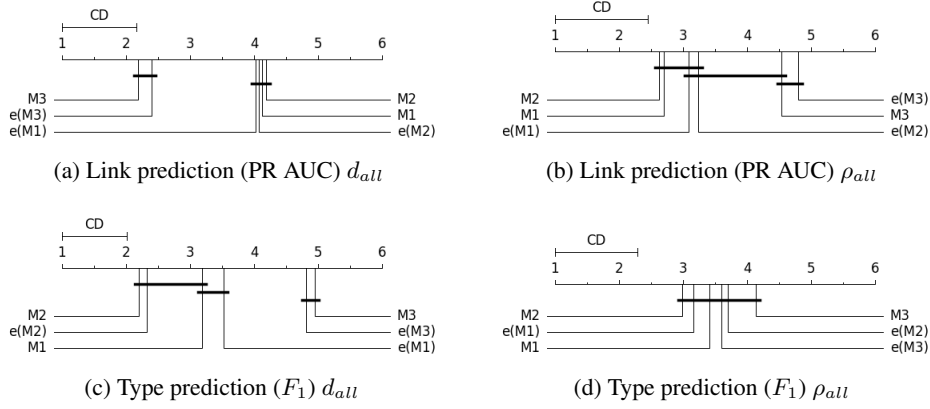 CD
1 2 3 4 5 6
M3 M2
e(M3) M1
e(M1) e(M2)
(a) Link prediction (PR AUC) d_all
CD
1 2 3 4 5 6
M2 e(M3)
M1 M3
e(M1) e(M2)
(b) Link prediction (PR AUC) ρ_all
CD
1 2 3 4 5 6
M2 M3
e(M2) e(M3)
M1 e(M1)
(c) Type prediction (F_1) d_all
CD
1 2 3 4 5 6
M2 M3
e(M1) e(M2)
M1 e(M3)
(d) Type prediction (F_1) ρ_all